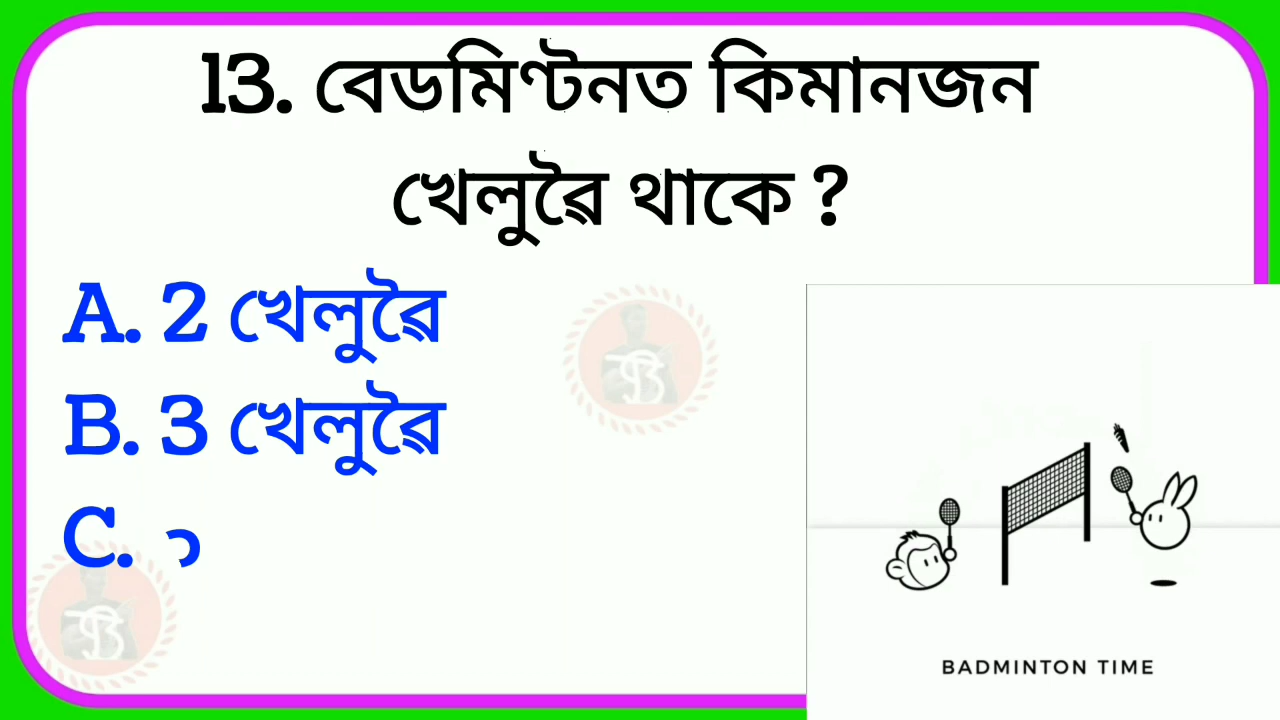 13. বেডমিণ্টনত কিমানজন
খেলুৱৈ থাকে ?
A. 2 খেলুৱৈ
B. 3 খেলুৱৈ
C.
BADMINTON TIME